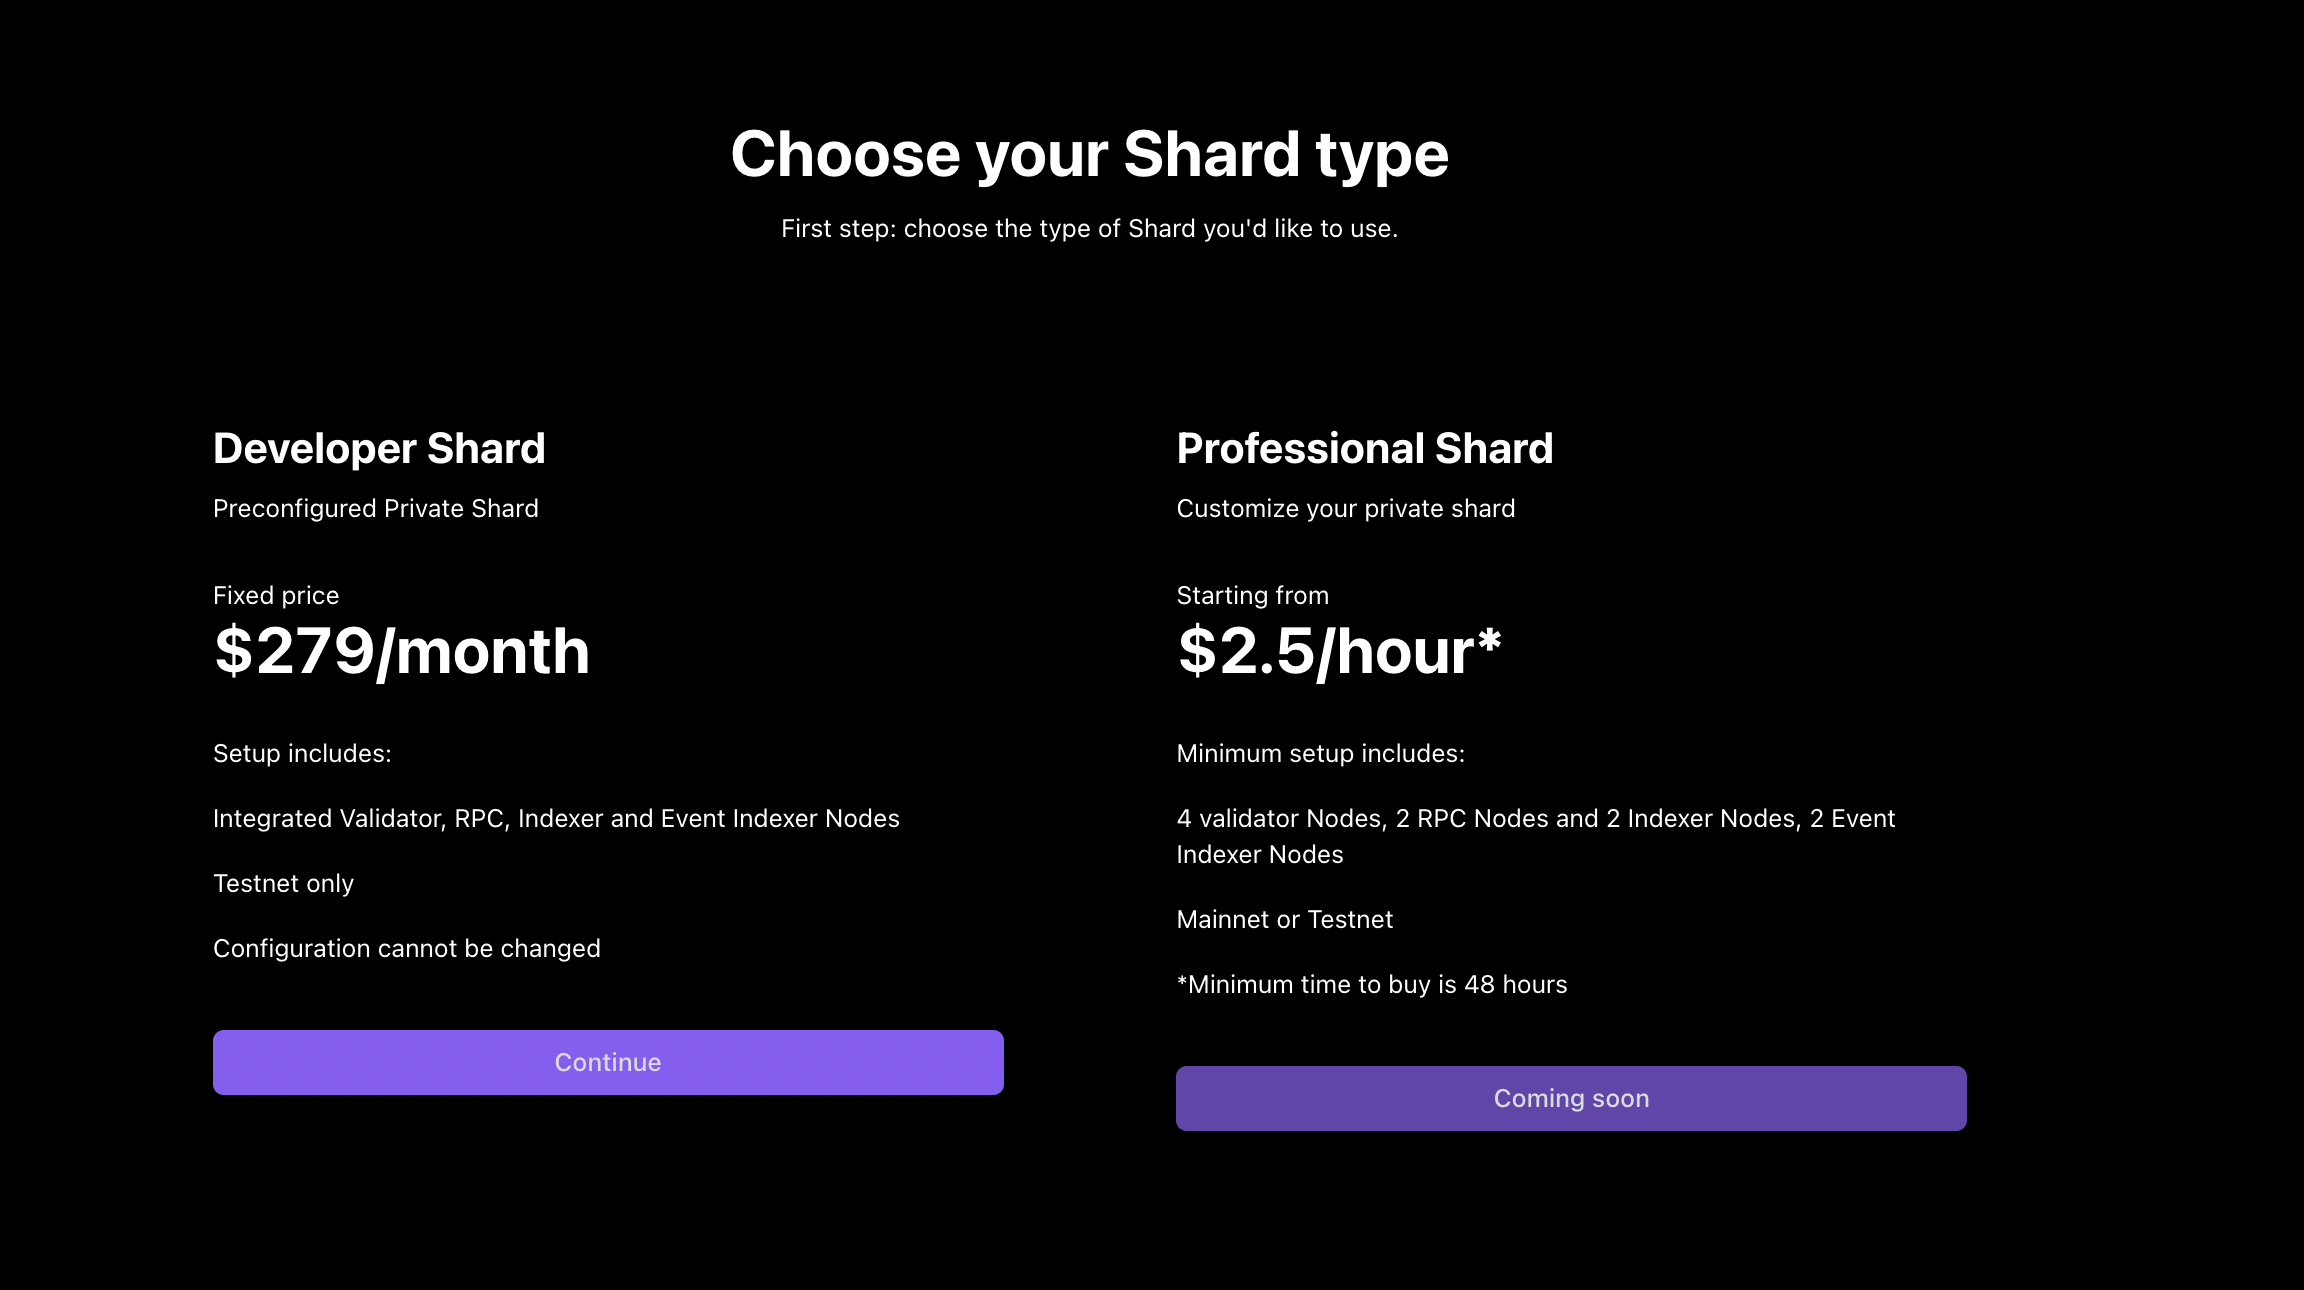 Choose your Shard type
First step: choose the type of Shard you'd like to use.
Developer Shard
Preconfigured Private Shard
Fixed price
$279/month
Setup includes:
Integrated Validator, RPC, Indexer and Event Indexer Nodes
Testnet only
Configuration cannot be changed
Continue
Professional Shard
Customize your private shard
Starting from
$2.5/hour*
Minimum setup includes:
4 validator Nodes, 2 RPC Nodes and 2 Indexer Nodes, 2 Event
Indexer Nodes
Mainnet or Testnet
*Minimum time to buy is 48 hours
Coming soon